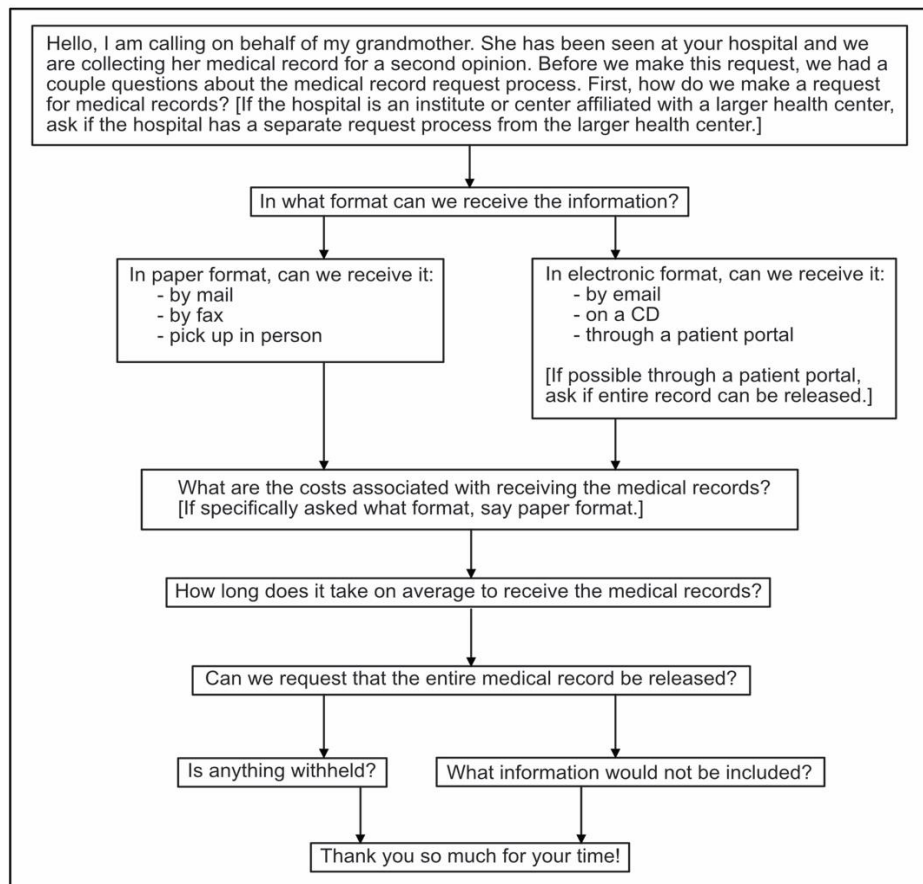 Hello, I am calling on behalf of my grandmother. She has been seen at your hospital and we
are collecting her medical record for a second opinion. Before we make this request, we had a
couple questions about the medical record request process. First, how do we make a request
for medical records? [If the hospital is an institute or center affiliated with a larger health center,
ask if the hospital has a separate request process from the larger health center.]
In what format can we receive the information?
In paper format, can we receive it:
- by mail
- by fax
- pick up in person
In electronic format, can we receive it:
- by email
- on a CD
- through a patient portal
[If possible through a patient portal,
ask if entire record can be released.]
What are the costs associated with receiving the medical records?
[If specifically asked what format, say paper format.]
How long does it take on average to receive the medical records?
Can we request that the entire medical record be released?
Is anything withheld?
What information would not be included?
Thank you so much for your time!